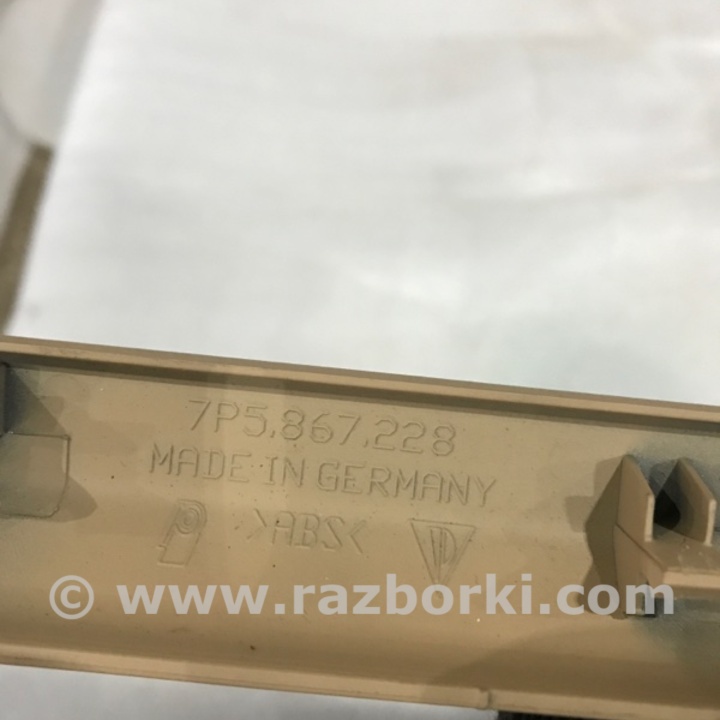 7P5.867.228
MADE IN GERMANY
>ABS<
© www.razborki.com